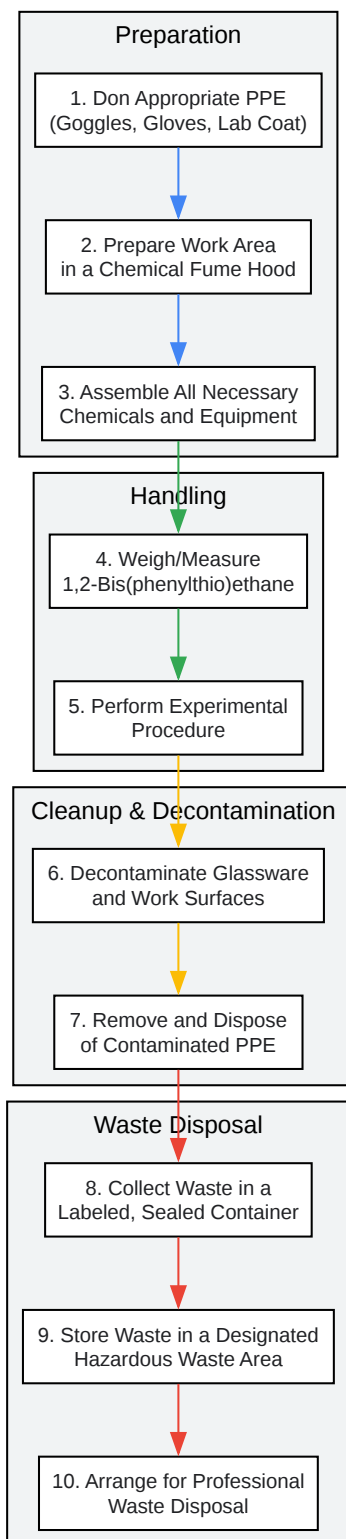 Preparation
1. Don Appropriate PPE
(Goggles, Gloves, Lab Coat)
2. Prepare Work Area
in a Chemical Fume Hood
3. Assemble All Necessary
Chemicals and Equipment
Handling
4. Weigh/Measure
1,2-Bis(phenylthio)ethane
5. Perform Experimental
Procedure
Cleanup & Decontamination
6. Decontaminate Glassware
and Work Surfaces
7. Remove and Dispose
of Contaminated PPE
Waste Disposal
8. Collect Waste in a
Labeled, Sealed Container
9. Store Waste in a Designated
Hazardous Waste Area
10. Arrange for Professional
Waste Disposal